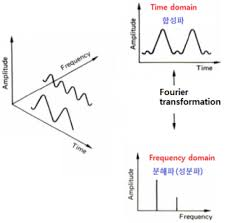 Amplitude
Frequency
Time
Time domain
합성파
Amplitude
Time
Fourier
transformation
Frequency domain
분해파 (성분파)
Amplitude
Frequency